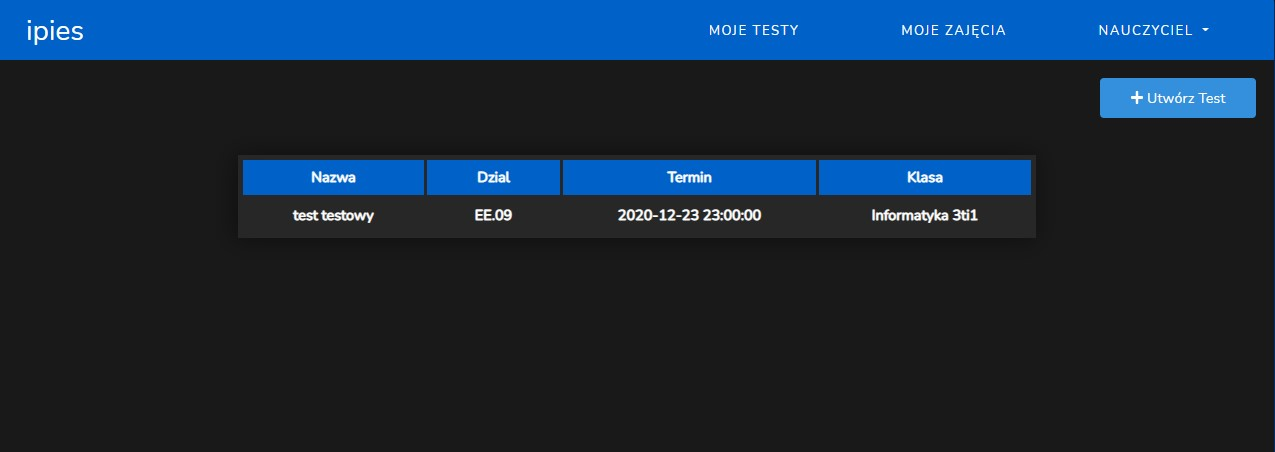 ipies MOJE TESTY MOJE ZAJĘCIA NAUCZYCIEL
Utwórz Test
Nazwa Dzial Termin Klasa
test testowy EE.09 2020-12-23 23:00:00 Informatyka 3ti1